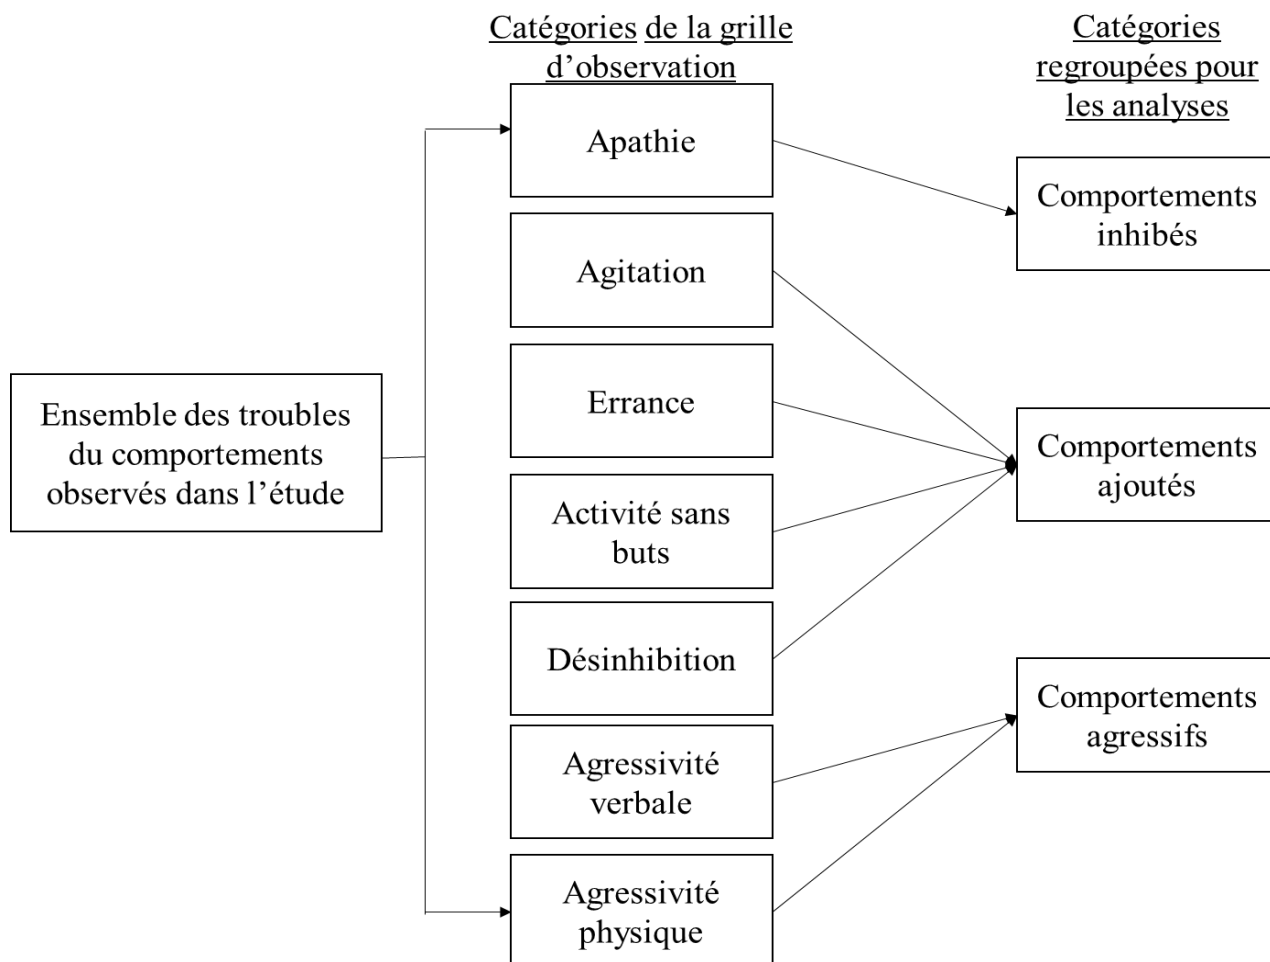 Catégories de la grille
d’observation
Catégories
regroupées pour
les analyses
Ensemble des troubles
du comportements
observés dans l’étude
Apathie
Agitation
Errance
Activité sans
buts
Désinhibition
Agressivité
verbale
Agressivité
physique
Comportements
inhibés
Comportements
ajoutés
Comportements
agressifs